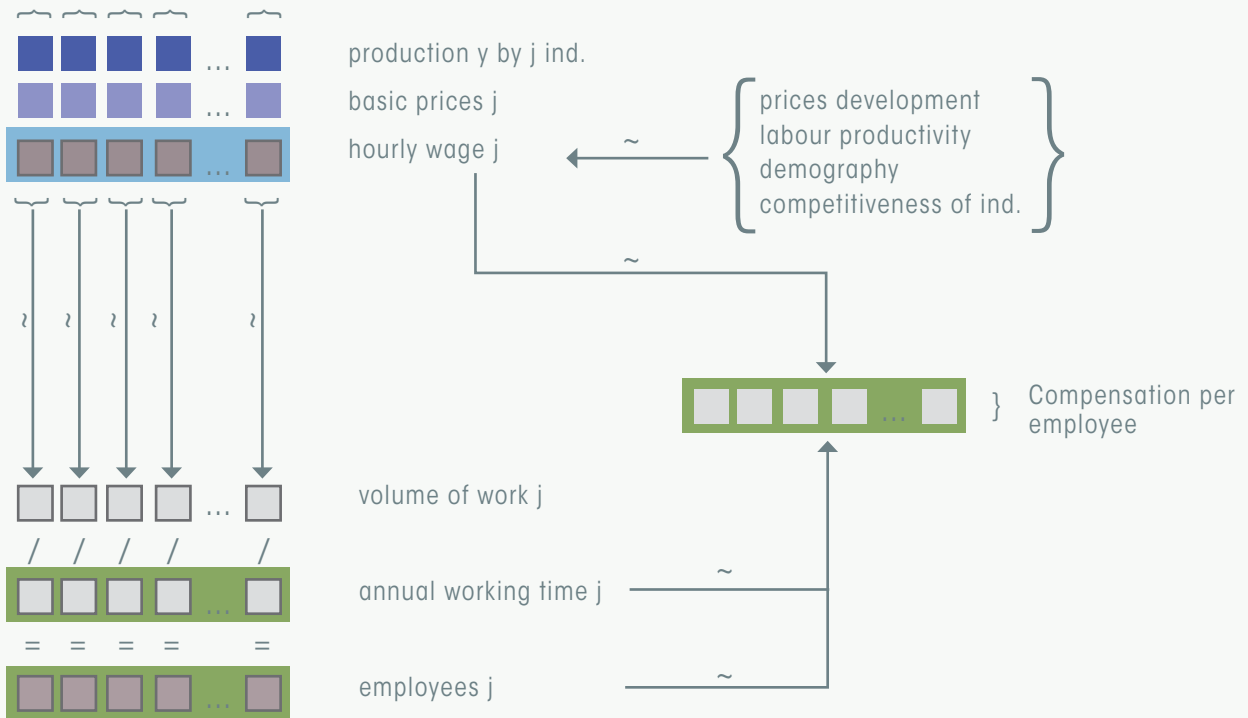 production y by j ind.
...
basic prices j
...
prices development
hourly wage j
~
labour productivity
...
demography
competitiveness of ind.
~
~ ~ ~ ~ ~
...
} Compensation per
employee
volume of work j
...
/ / / / /
~
annual working time j
...
= = = = =
~
employees j
...